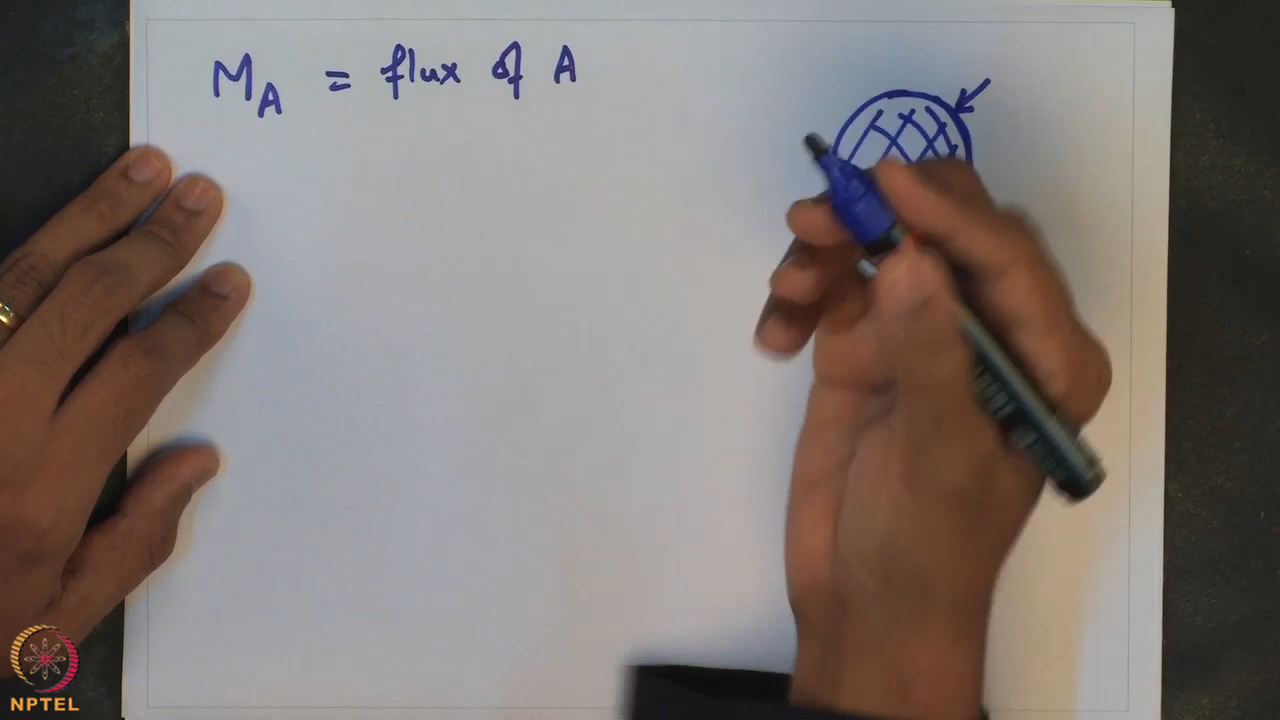 M_A = flux of A
NPTEL